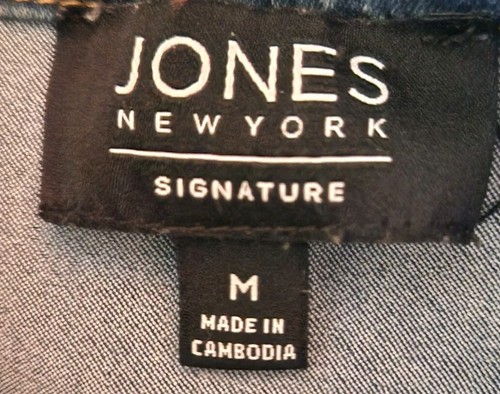 JONES
NEW YORK
SIGNATURE
M
MADE IN
CAMBODIA